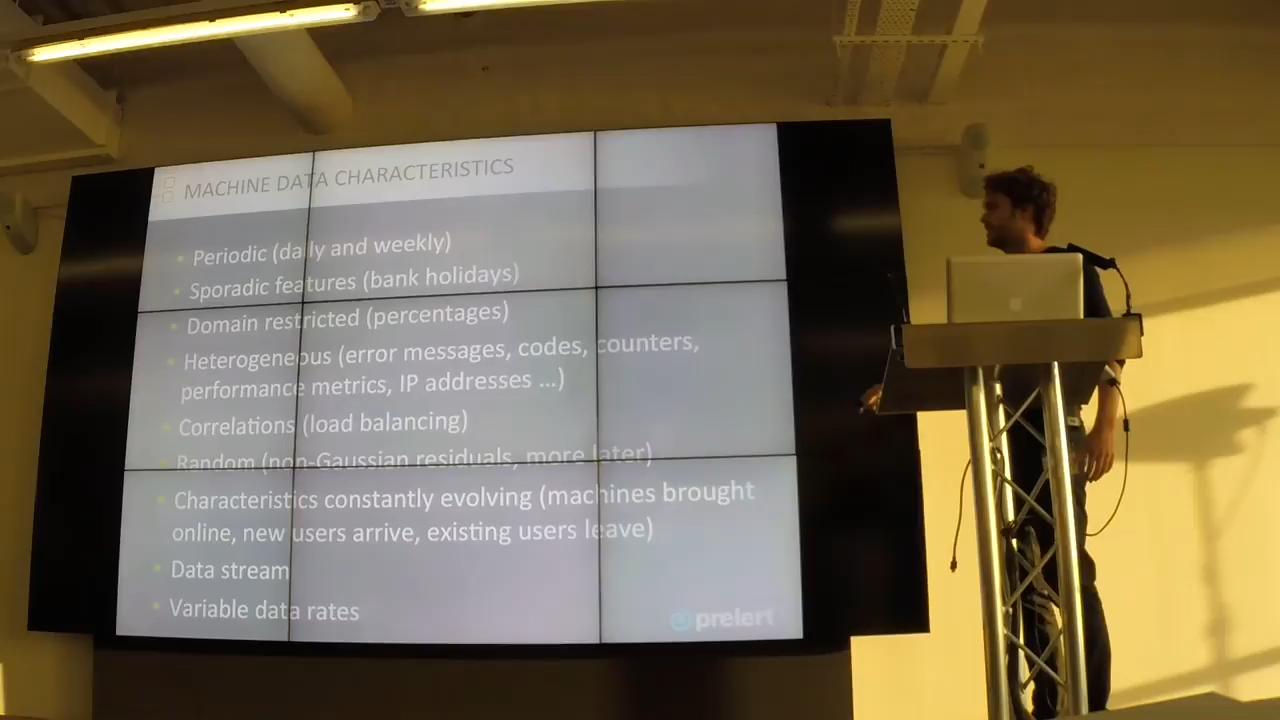 MACHINE DATA CHARACTERISTICS
Periodic (daily and weekly)
Sporadic features (bank holidays)
Domain restricted (percentages)
Heterogeneous (error messages, codes, counters,
performance metrics, IP addresses ...)
Correlations (load balancing)
Random (non-Gaussian residuals, more later)
Characteristics constantly evolving (machines brought
online, new users arrive, existing users leave)
Data stream
Variable data rates
prelert